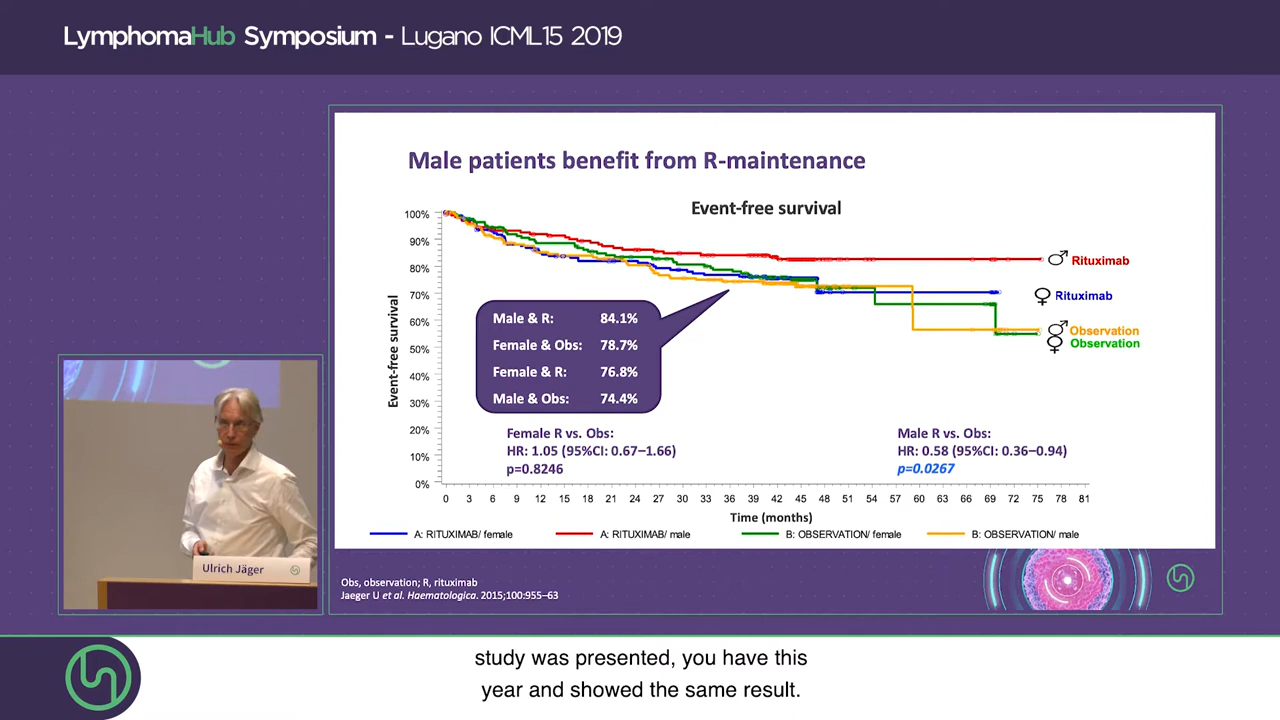 LymphomaHub Symposium - Lugano ICML15 2019
Male patients benefit from R-maintenance
Event-free survival
Event-free survival
100%
90%
80%
70%
60%
50%
40%
30%
20%
10%
0%
Male & R: 84.1%
Female & Obs: 78.7%
Female & R: 76.8%
Male & Obs: 74.4%
♂ Rituximab
♀ Rituximab
♂ Observation
♀ Observation
Female R vs. Obs:
HR: 1.05 (95%CI: 0.67–1.66)
p=0.8246
Male R vs. Obs:
HR: 0.58 (95%CI: 0.36–0.94)
p=0.0267
0 3 6 9 12 15 18 21 24 27 30 33 36 39 42 45 48 51 54 57 60 63 66 69 72 75 78 81
Time (months)
A: RITUXIMAB/ female A: RITUXIMAB/ male B: OBSERVATION/ female B: OBSERVATION/ male
Ulrich Jäger
Obs, observation; R, rituximab
Jaeger U et al. Haematologica. 2015;100:955–63
study was presented, you have this
year and showed the same result.